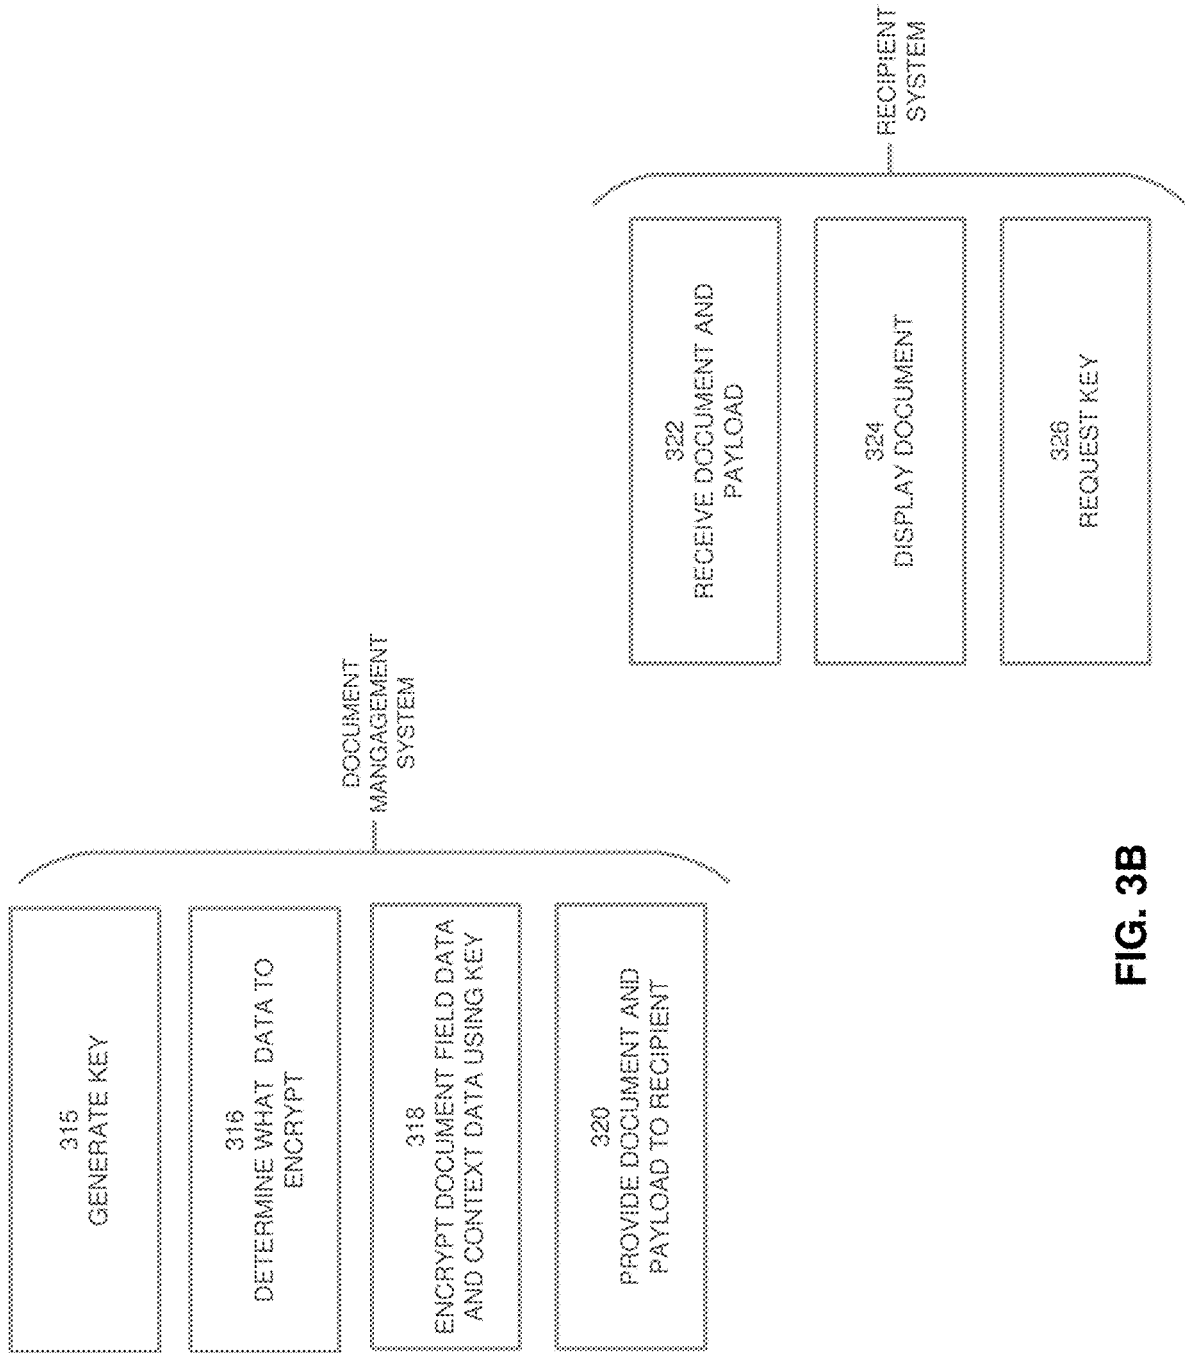 315
GENERATE KEY
316
DETERMINE WHAT DATA TO
ENCRYPT
318
ENCRYPT DOCUMENT FIELD DATA
AND CONTEXT DATA USING KEY
320
PROVIDE DOCUMENT AND
PAYLOAD TO RECIPIENT
DOCUMENT
MANGAGEMENT
SYSTEM
322
RECEIVE DOCUMENT AND
PAYLOAD
324
DISPLAY DOCUMENT
326
REQUEST KEY
RECIPIENT
SYSTEM
FIG. 3B